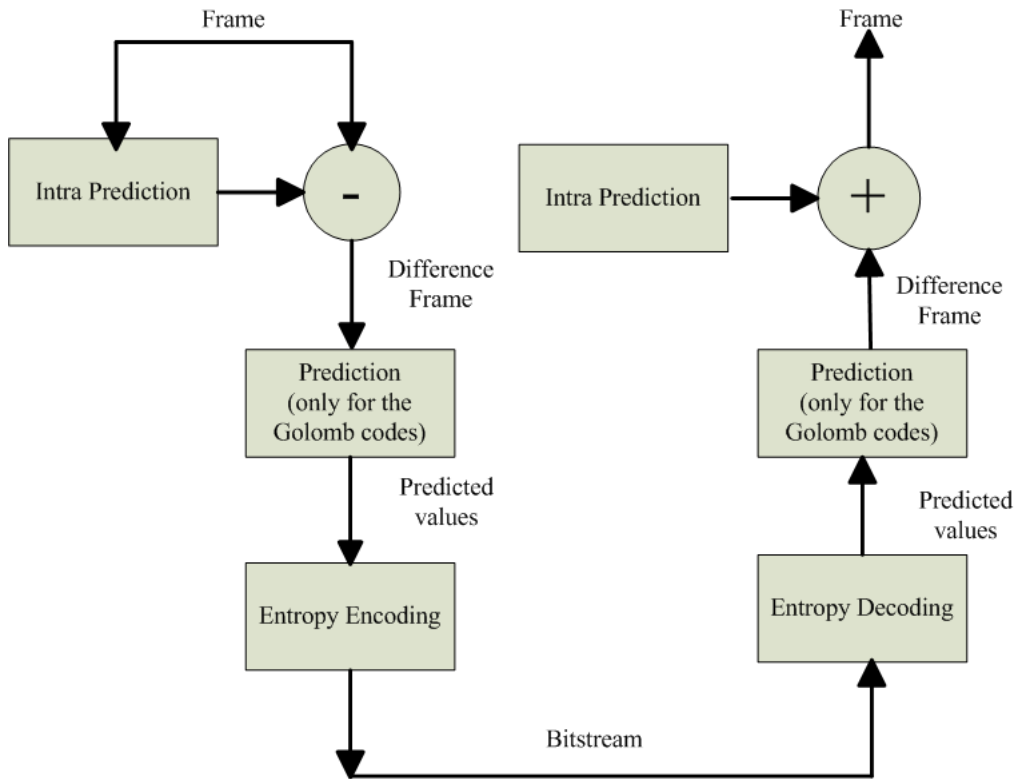 Frame
Intra Prediction
-
Difference
Frame
Prediction
(only for the
Golomb codes)
Predicted
values
Entropy Encoding
Bitstream
Frame
Intra Prediction
+
Difference
Frame
Prediction
(only for the
Golomb codes)
Predicted
values
Entropy Decoding